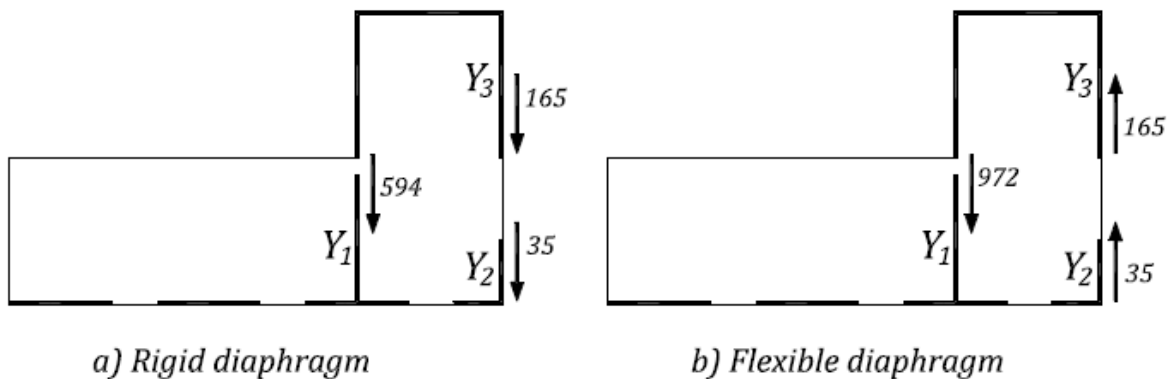 Y3
165
594
Y1
35
Y2
a) Rigid diaphragm
Y3
165
972
Y1
Y2
35
b) Flexible diaphragm